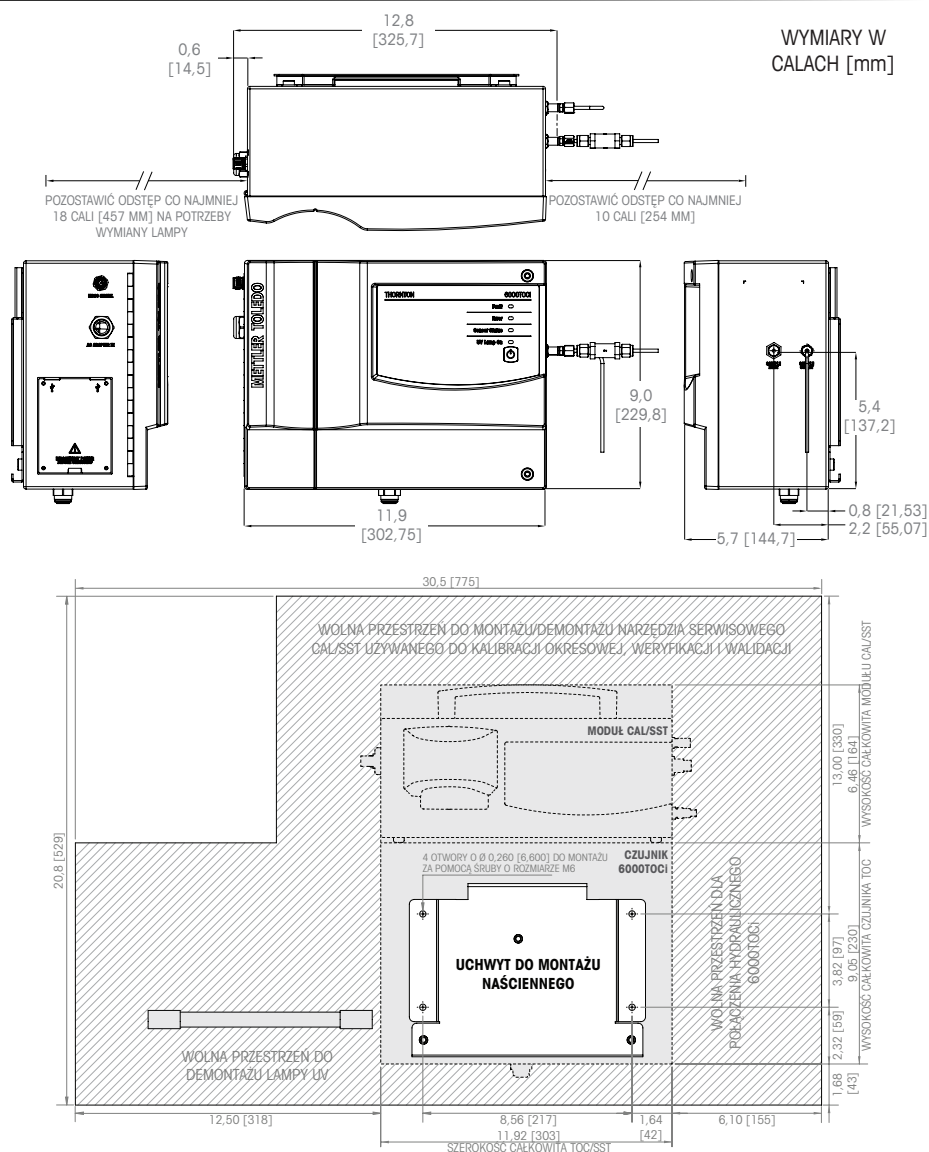 12,8
[325,7]
0,6
[14,5]
WYMIARY W
CALACH [mm]
POZOSTAWIĆ ODSTĘP CO NAJMNIEJ
18 CALI [457 MM] NA POTRZEBY
WYMIANY LAMPY
POZOSTAWIĆ ODSTĘP CO NAJMNIEJ
10 CALI [254 MM]
METTLER TOLEDO
THORNTON 6000TOCi
Fault
Error
Sensor Status
UV Lamp On
9,0
[229,8]
11,9
[302,75]
5,4
[137,2]
0,8 [21,53]
2,2 [55,07]
5,7 [144,7]
30,5 [775]
WOLNA PRZESTRZEŃ DO MONTAŻU/DEMONTAŻU NARZĘDZIA SERWISOWEGO
CAL/SST UŻYWANEGO DO KALIBRACJI OKRESOWEJ, WERYFIKACJI I WALIDACJI
MODUŁ CAL/SST
13,00 [330]
6,46 [164]
WYSOKOŚĆ CAŁKOWITA MODUŁU CAL/SST
20,8 [529]
4 OTWORY O Ø 0,260 [6,600] DO MONTAŻU
ZA POMOCĄ ŚRUBY O ROZMIARZE M6
CZUJNIK
6000TOCi
UCHWYT DO MONTAŻU
NAŚCIENNEGO
WOLNA PRZESTRZEŃ DLA
POŁĄCZENIA HYDRAULICZNEGO
6000TOCi
3,82 [97]
9,05 [230]
WYSOKOŚĆ CAŁKOWITA CZUJNIKA TOC
2,32 [59]
1,68
[43]
WOLNA PRZESTRZEŃ DO
DEMONTAŻU LAMPY UV
12,50 [318]
8,56 [217]
1,64
[42]
6,10 [155]
11,92 [303]
SZEROKOŚĆ CAŁKOWITA TOC/SST